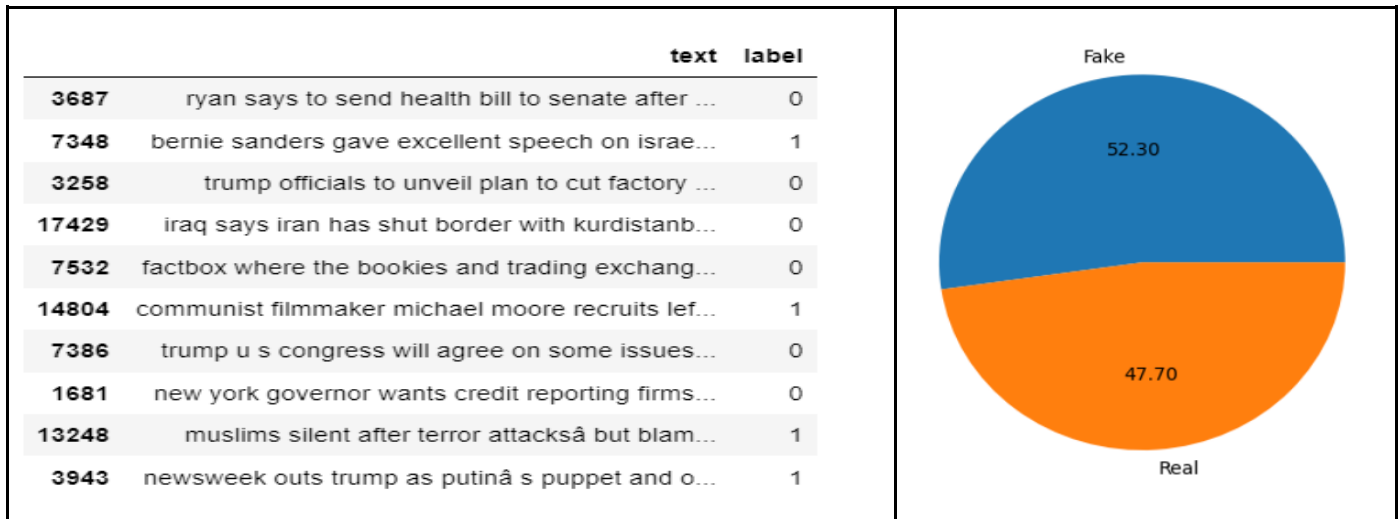 text label
3687 ryan says to send health bill to senate after ... 0
7348 bernie sanders gave excellent speech on israe... 1
3258 trump officials to unveil plan to cut factory ... 0
17429 iraq says iran has shut border with kurdistanb... 0
7532 factbox where the bookies and trading exchang... 0
14804 communist filmmaker michael moore recruits lef... 1
7386 trump u s congress will agree on some issues... 0
1681 new york governor wants credit reporting firms... 0
13248 muslims silent after terror attacksâ but blam... 1
3943 newsweek outs trump as putinâ s puppet and o... 1
Fake
52.30
47.70
Real